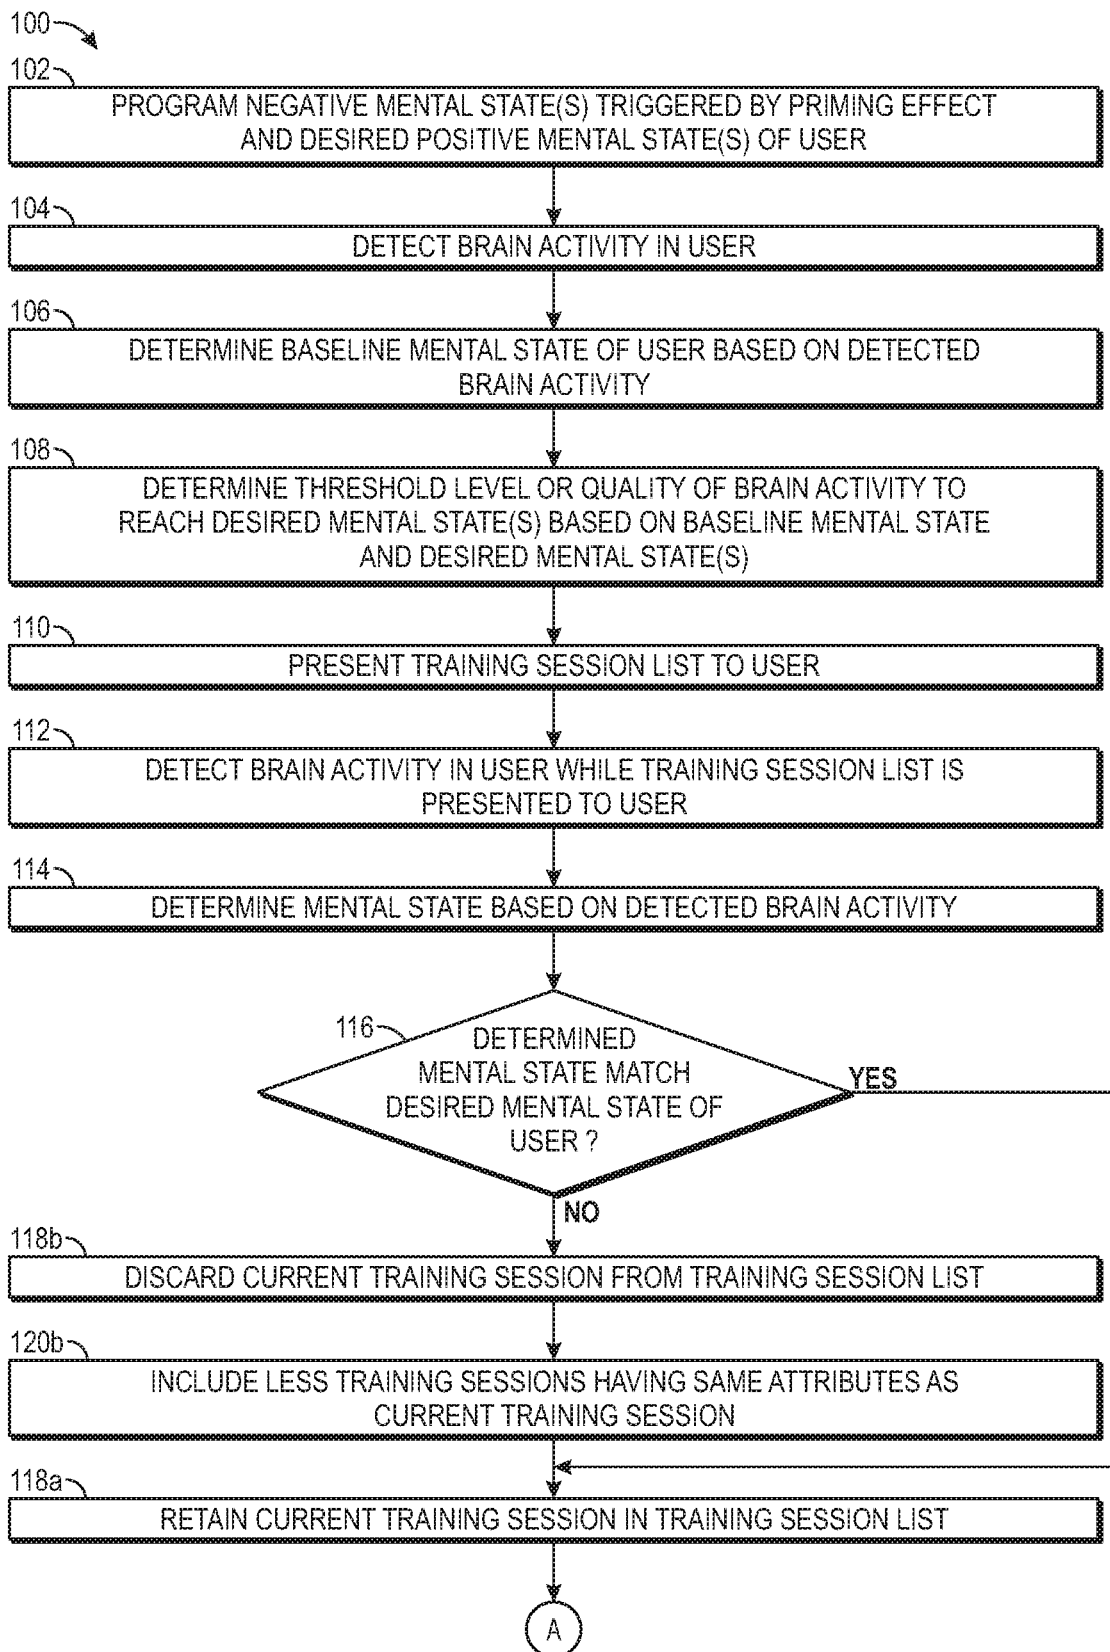 100
102
PROGRAM NEGATIVE MENTAL STATE(S) TRIGGERED BY PRIMING EFFECT
AND DESIRED POSITIVE MENTAL STATE(S) OF USER
104
DETECT BRAIN ACTIVITY IN USER
106
DETERMINE BASELINE MENTAL STATE OF USER BASED ON DETECTED
BRAIN ACTIVITY
108
DETERMINE THRESHOLD LEVEL OR QUALITY OF BRAIN ACTIVITY TO
REACH DESIRED MENTAL STATE(S) BASED ON BASELINE MENTAL STATE
AND DESIRED MENTAL STATE(S)
110
PRESENT TRAINING SESSION LIST TO USER
112
DETECT BRAIN ACTIVITY IN USER WHILE TRAINING SESSION LIST IS
PRESENTED TO USER
114
DETERMINE MENTAL STATE BASED ON DETECTED BRAIN ACTIVITY
116
DETERMINED
MENTAL STATE MATCH
DESIRED MENTAL STATE OF
USER ?
YES
NO
118b
DISCARD CURRENT TRAINING SESSION FROM TRAINING SESSION LIST
120b
INCLUDE LESS TRAINING SESSIONS HAVING SAME ATTRIBUTES AS
CURRENT TRAINING SESSION
118a
RETAIN CURRENT TRAINING SESSION IN TRAINING SESSION LIST
A